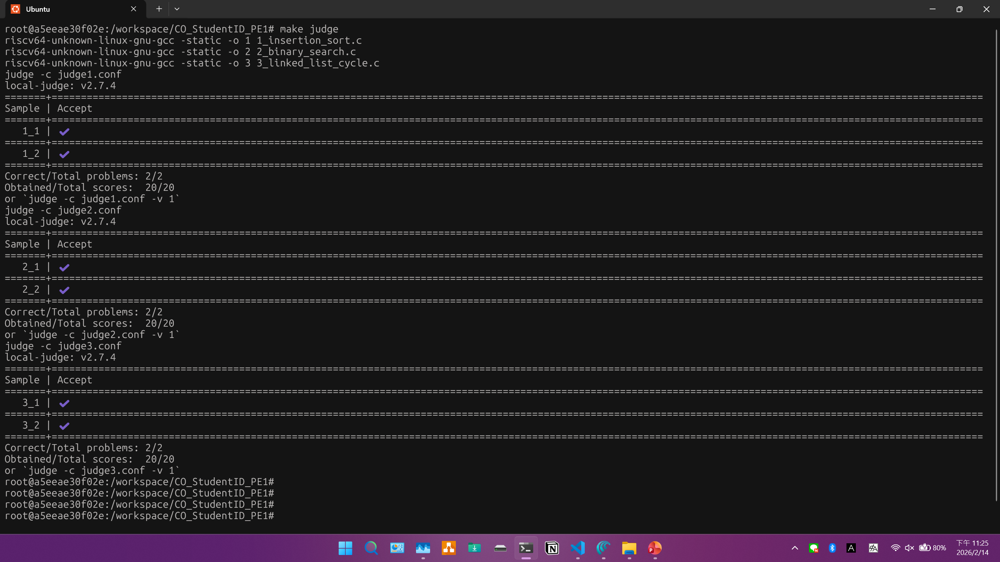 Ubuntu
root@a5eeae30f02e:/workspace/CO_StudentID_PE1# make judge
riscv64-unknown-linux-gnu-gcc -static -o 1 1_insertion_sort.c
riscv64-unknown-linux-gnu-gcc -static -o 2 2_binary_search.c
riscv64-unknown-linux-gnu-gcc -static -o 3 3_linked_list_cycle.c
judge -c judge1.conf
local-judge: v2.7.4
=======+===============================================================================================================================================================
Sample | Accept
=======+===============================================================================================================================================================
1_1 | ✔
=======+===============================================================================================================================================================
1_2 | ✔
=======+===============================================================================================================================================================
Correct/Total problems: 2/2
Obtained/Total scores:  20/20
or `judge -c judge1.conf -v 1`
judge -c judge2.conf
local-judge: v2.7.4
=======+===============================================================================================================================================================
Sample | Accept
=======+===============================================================================================================================================================
2_1 | ✔
=======+===============================================================================================================================================================
2_2 | ✔
=======+===============================================================================================================================================================
Correct/Total problems: 2/2
Obtained/Total scores:  20/20
or `judge -c judge2.conf -v 1`
judge -c judge3.conf
local-judge: v2.7.4
=======+===============================================================================================================================================================
Sample | Accept
=======+===============================================================================================================================================================
3_1 | ✔
=======+===============================================================================================================================================================
3_2 | ✔
=======+===============================================================================================================================================================
Correct/Total problems: 2/2
Obtained/Total scores:  20/20
or `judge -c judge3.conf -v 1`
root@a5eeae30f02e:/workspace/CO_StudentID_PE1#
root@a5eeae30f02e:/workspace/CO_StudentID_PE1#
root@a5eeae30f02e:/workspace/CO_StudentID_PE1#
root@a5eeae30f02e:/workspace/CO_StudentID_PE1#
80%
下午 11:25
2026/2/14